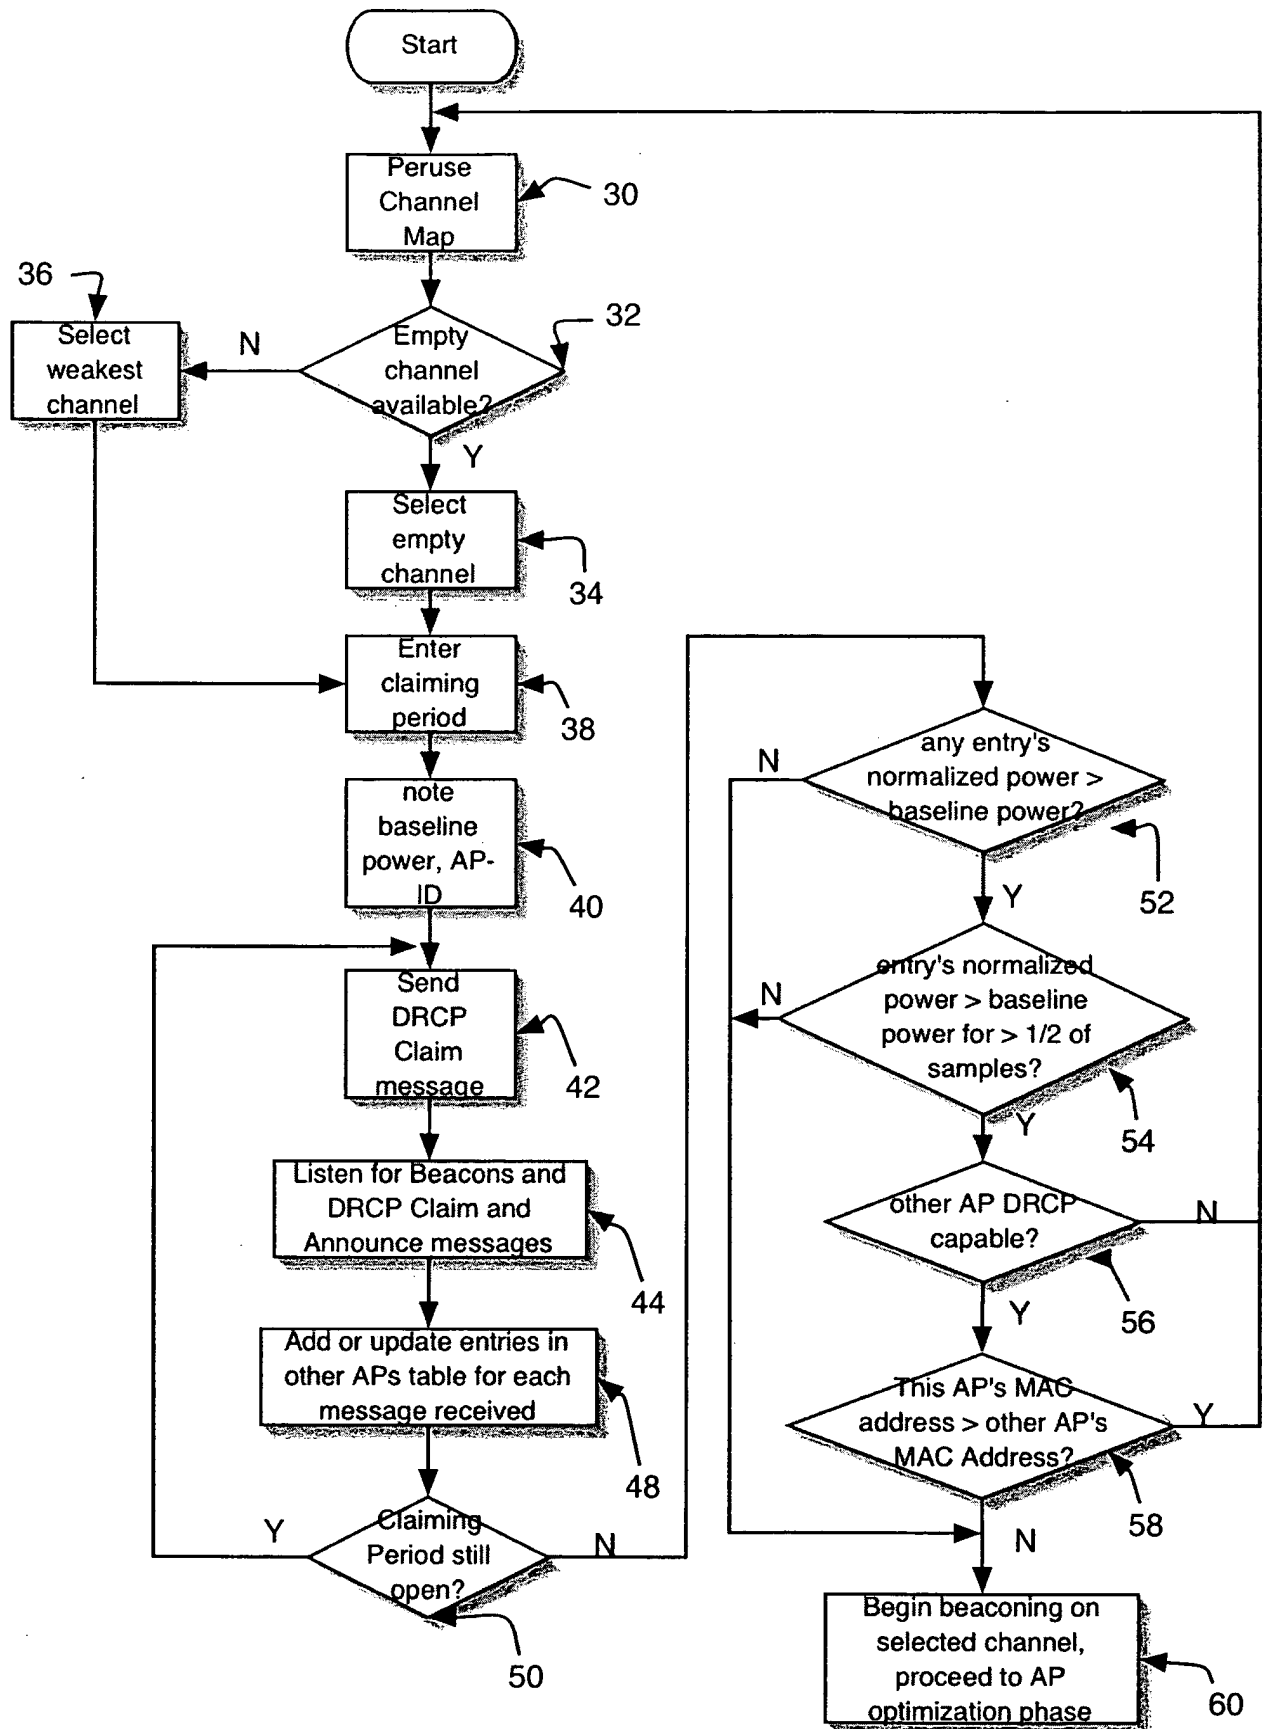 Start
Peruse
Channel
Map
30
36
Select
weakest
channel
N
Empty
channel
available?
32
Y
Select
empty
channel
34
Enter
claiming
period
38
note
baseline
power, AP-
ID
40
Send
DRCP
Claim
message
42
Listen for Beacons and
DRCP Claim and
Announce messages
44
Add or update entries in
other APs table for each
message received
48
Y
Claiming
Period still
open?
N
50
N
any entry's
normalized power >
baseline power?
52
Y
N
entry's normalized
power > baseline
power for > 1/2 of
samples?
54
Y
other AP DRCP
capable?
N
56
Y
This AP's MAC
address > other AP's
MAC Address?
Y
58
N
Begin beaconing on
selected channel,
proceed to AP
optimization phase
60